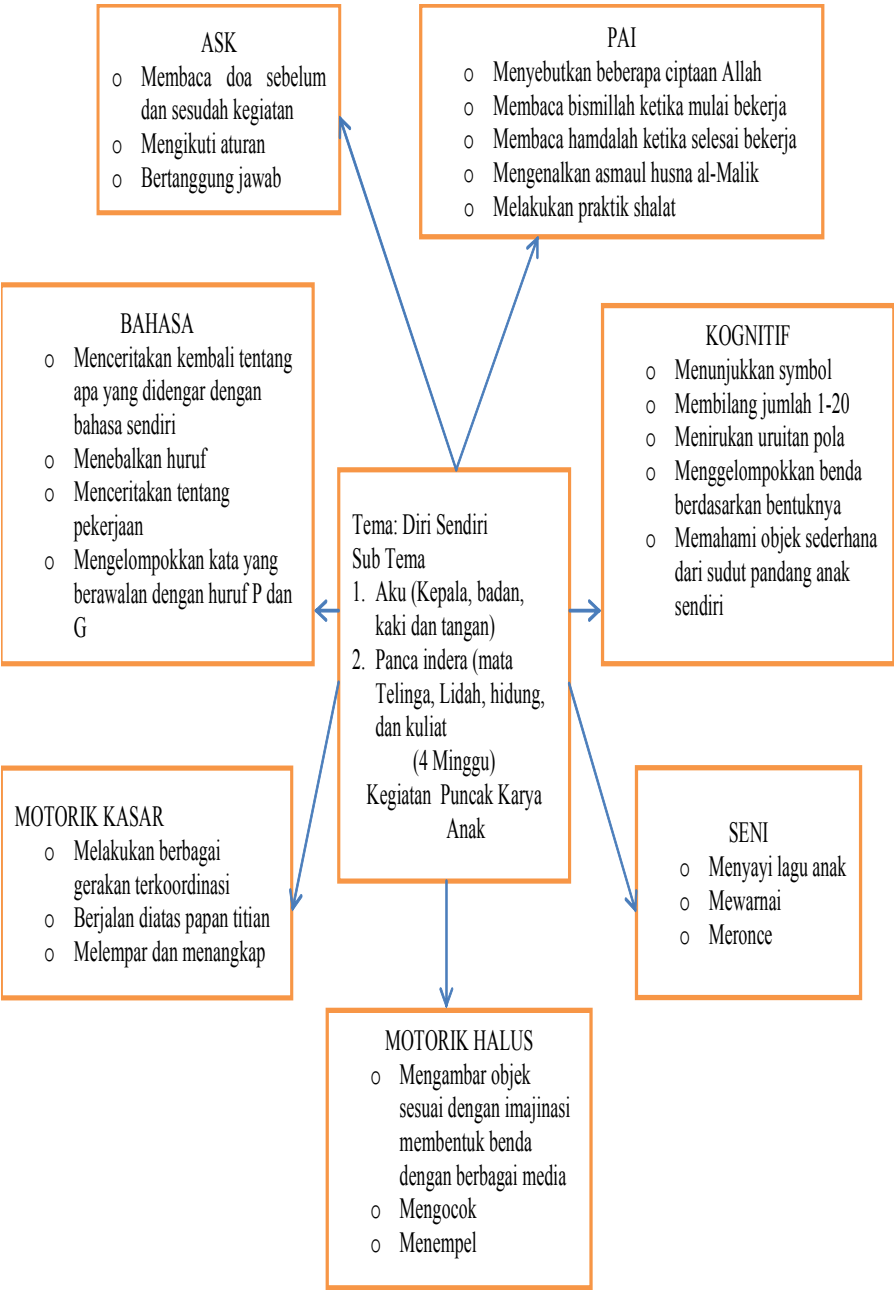 ASK
o Membaca doa sebelum
dan sesudah kegiatan
o Mengikuti aturan
o Bertanggung jawab
PAI
o Menyebutkan beberapa ciptaan Allah
o Membaca bismillah ketika mulai bekerja
o Membaca hamdalah ketika selesai bekerja
o Mengenalkan asmaul husna al-Malik
o Melakukan praktik shalat
BAHASA
o Menceritakan kembali tentang
apa yang didengar dengan
bahasa sendiri
o Menebalkan huruf
o Menceritakan tentang
pekerjaan
o Mengelompokkan kata yang
berawalan dengan huruf P dan
G
KOGNITIF
o Menunjukkan symbol
o Membilang jumlah 1-20
o Menirukan uruitan pola
o Menggelompokkan benda
berdasarkan bentuknya
o Memahami objek sederhana
dari sudut pandang anak
sendiri
Tema: Diri Sendiri
Sub Tema
1. Aku (Kepala, badan,
kaki dan tangan)
2. Panca indera (mata
Telinga, Lidah, hidung,
dan kuliat
(4 Minggu)
Kegiatan Puncak Karya
Anak
MOTORIK KASAR
o Melakukan berbagai
gerakan terkoordinasi
o Berjalan diatas papan titian
o Melempar dan menangkap
SENI
o Menyayi lagu anak
o Mewarnai
o Meronce
MOTORIK HALUS
o Mengambar objek
sesuai dengan imajinasi
membentuk benda
dengan berbagai media
o Mengocok
o Menempel